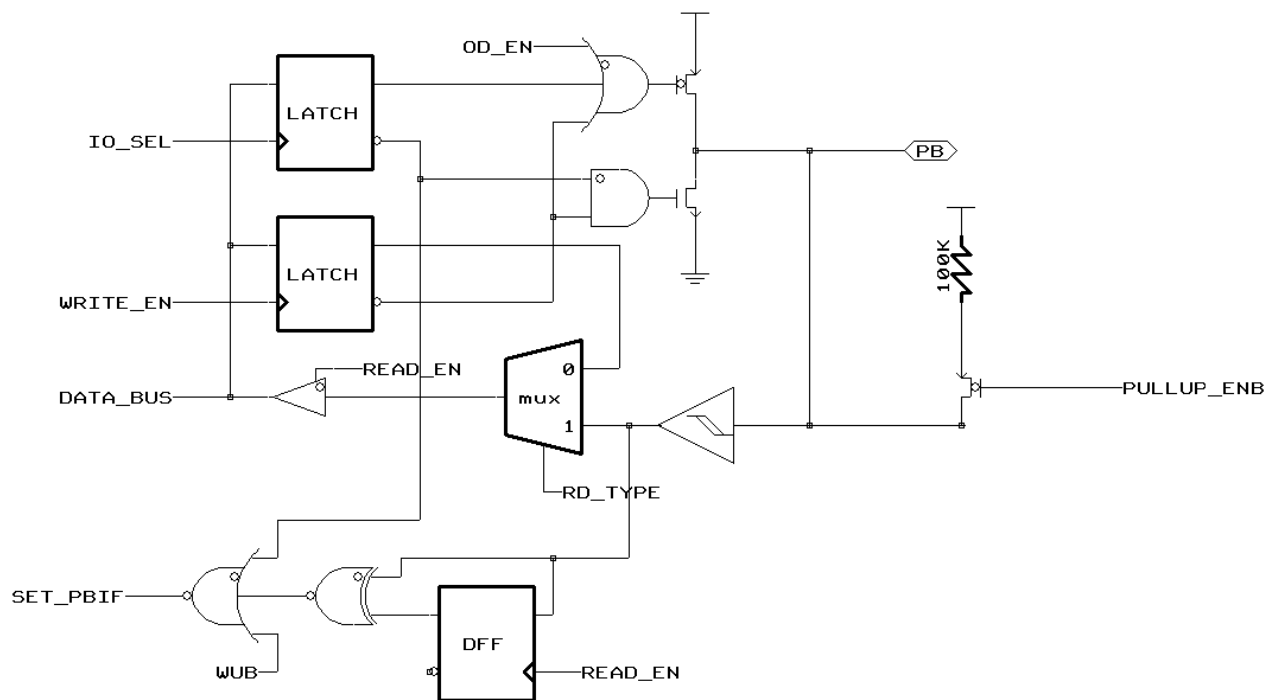 OD_EN
LATCH
IO_SEL
PB
100K
LATCH
WRITE_EN
READ_EN
0
DATA_BUS
mux
PULLUP_ENB
1
RD_TYPE
SET_PBIF
DFF
WUB
READ_EN